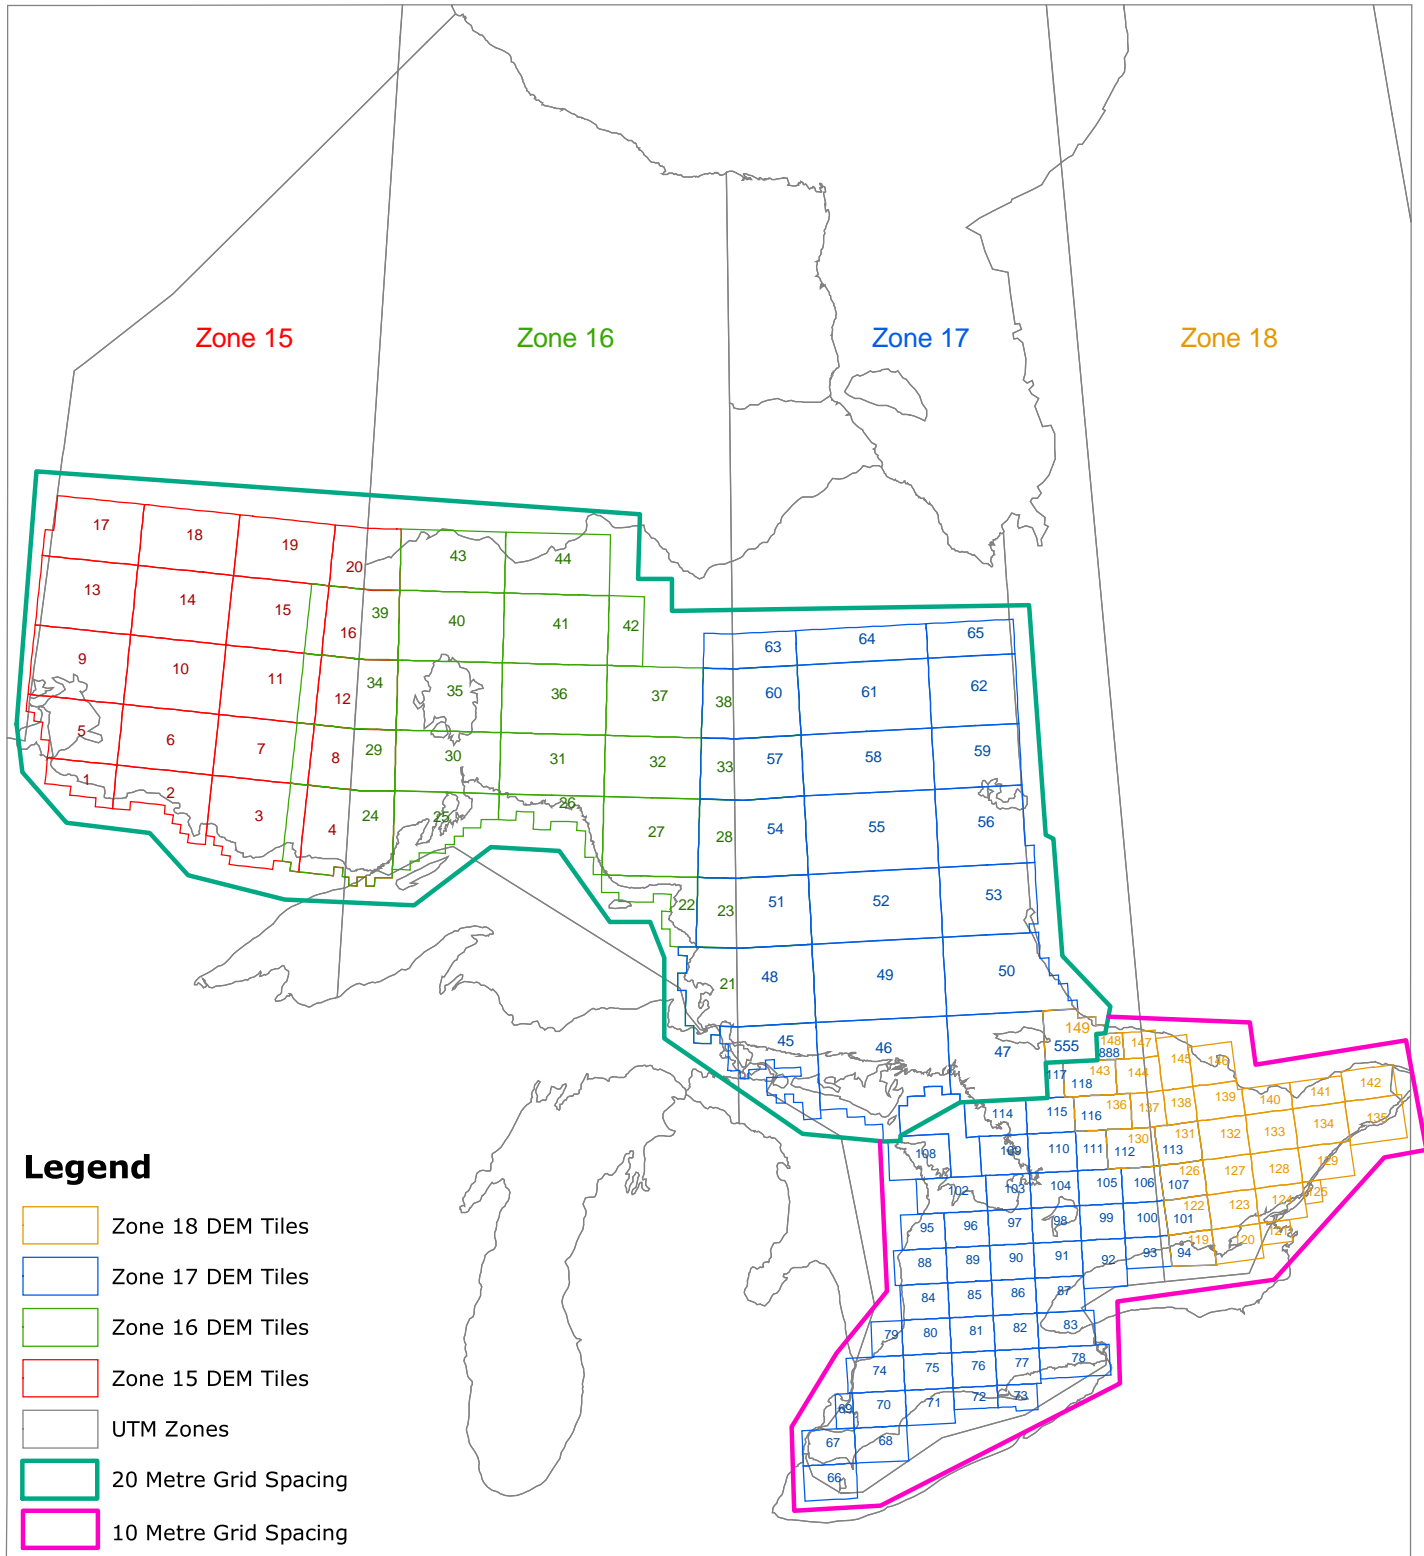 Zone 15 Zone 16 Zone 17 Zone 18
17 18 19 20 43 44
13 14 15 16 39 40 41 42
63 64 65
9 10 11 12 34 35 36 37 38 60 61 62
5 6 7 8 29 30 31 32 33 57 58 59
1 2 3 4 24 25 26 27 28 54 55 56
22 23 51 52 53
21 48 49 50
45 46 47 149 555 148 888 147 145 146
117 118 143 144
114 115 116 136 137 138 139 140 141 142
108 109 110 111 112 130 113 131 132 133 134 135
102 103 104 105 106 107 126 127 128 129
95 96 97 98 99 100 101 122 123 124 125
88 89 90 91 92 93 94 119 120 121
84 85 86 87
79 80 81 82 83
74 75 76 77 78
69 70 71 72 73
67 68
66
Legend
Zone 18 DEM Tiles
Zone 17 DEM Tiles
Zone 16 DEM Tiles
Zone 15 DEM Tiles
UTM Zones
20 Metre Grid Spacing
10 Metre Grid Spacing